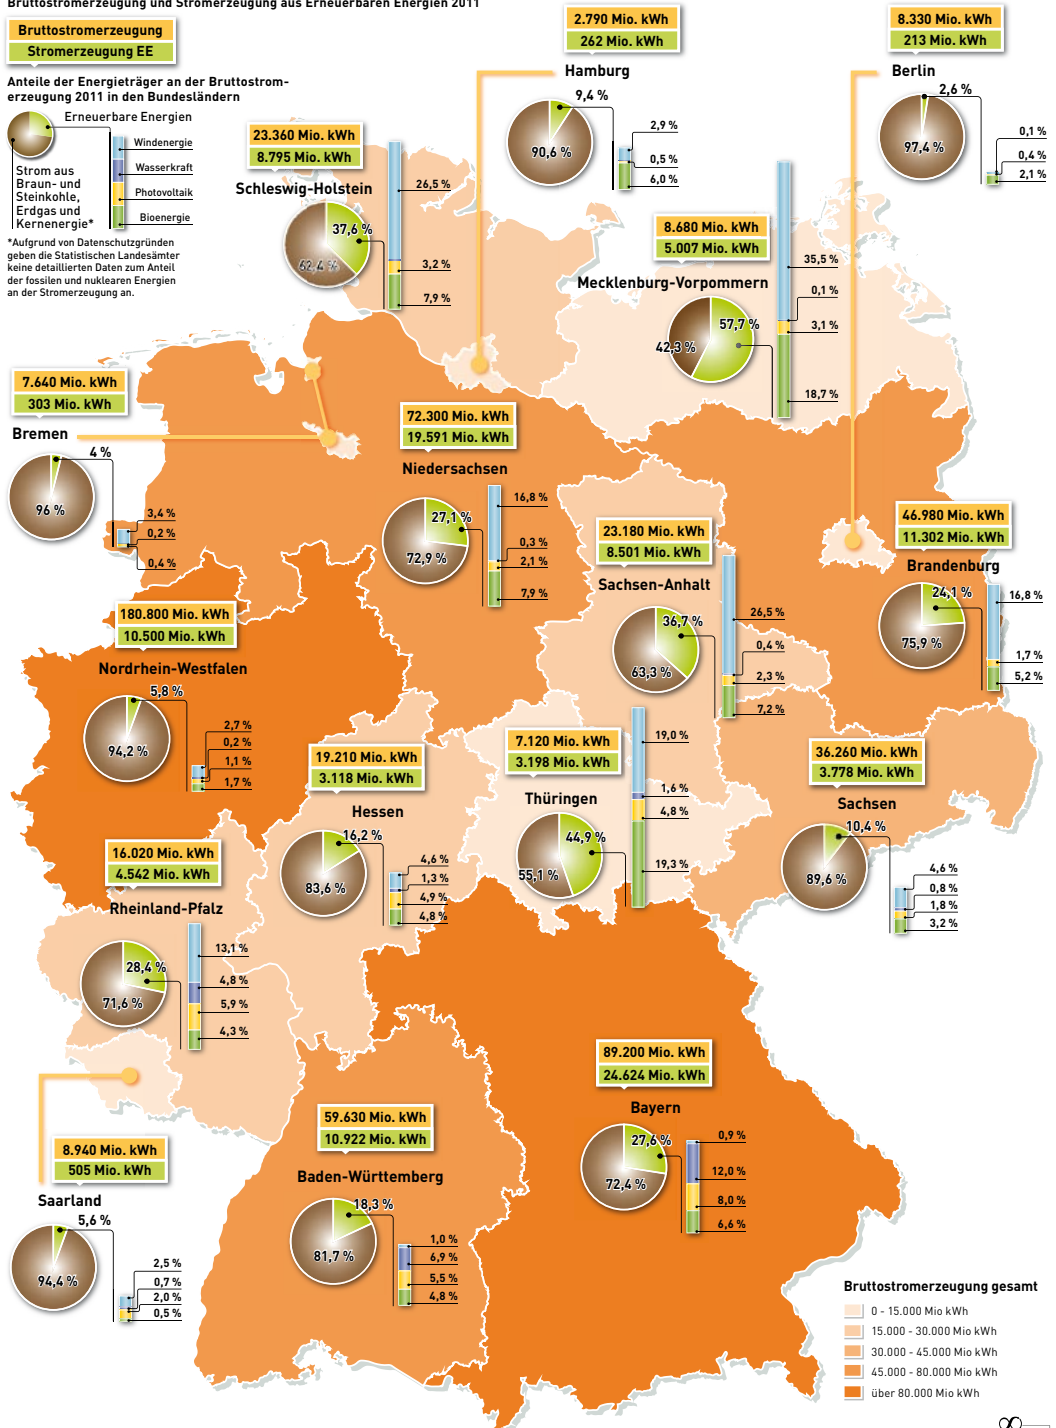 Bruttostromerzeugung und Stromerzeugung aus Erneuerbaren Energien 2011
Bruttostromerzeugung
Stromerzeugung EE
Anteile der Energieträger an der Bruttostrom-
erzeugung 2011 in den Bundesländern
Erneuerbare Energien
Windenergie
Wasserkraft
Photovoltaik
Bioenergie
Strom aus
Braun- und
Steinkohle,
Erdgas und
Kernenergie*
*Aufgrund von Datenschutzgründen
geben die Statistischen Landesämter
keine detaillierten Daten zum Anteil
der fossilen und nuklearen Energien
an der Stromerzeugung an.
2.790 Mio. kWh
262 Mio. kWh
Hamburg
9,4 %
90,6 %
2,9 %
0,5 %
6,0 %
8.330 Mio. kWh
213 Mio. kWh
Berlin
2,6 %
97,4 %
0,1 %
0,4 %
2,1 %
23.360 Mio. kWh
8.795 Mio. kWh
Schleswig-Holstein
37,6 %
62,4 %
26,5 %
3,2 %
7,9 %
8.680 Mio. kWh
5.007 Mio. kWh
Mecklenburg-Vorpommern
57,7 %
42,3 %
35,5 %
0,1 %
3,1 %
18,7 %
7.640 Mio. kWh
303 Mio. kWh
Bremen
4 %
96 %
3,4 %
0,2 %
0,4 %
72.300 Mio. kWh
19.591 Mio. kWh
Niedersachsen
27,1 %
72,9 %
16,8 %
0,3 %
2,1 %
7,9 %
23.180 Mio. kWh
8.501 Mio. kWh
Sachsen-Anhalt
36,7 %
63,3 %
26,5 %
0,4 %
2,3 %
7,2 %
46.980 Mio. kWh
11.302 Mio. kWh
Brandenburg
24,1 %
75,9 %
16,8 %
1,7 %
5,2 %
180.800 Mio. kWh
10.500 Mio. kWh
Nordrhein-Westfalen
5,8 %
94,2 %
2,7 %
0,2 %
1,1 %
1,7 %
19.210 Mio. kWh
3.118 Mio. kWh
Hessen
16,2 %
83,6 %
4,6 %
1,3 %
4,9 %
4,8 %
7.120 Mio. kWh
3.198 Mio. kWh
Thüringen
44,9 %
55,1 %
19,0 %
1,6 %
4,8 %
19,3 %
36.260 Mio. kWh
3.778 Mio. kWh
Sachsen
10,4 %
89,6 %
4,6 %
0,8 %
1,8 %
3,2 %
16.020 Mio. kWh
4.542 Mio. kWh
Rheinland-Pfalz
28,4 %
71,6 %
13,1 %
4,8 %
5,9 %
4,3 %
89.200 Mio. kWh
24.624 Mio. kWh
Bayern
27,6 %
72,4 %
0,9 %
12,0 %
8,0 %
6,6 %
59.630 Mio. kWh
10.922 Mio. kWh
Baden-Württemberg
18,3 %
81,7 %
1,0 %
6,9 %
5,5 %
4,8 %
8.940 Mio. kWh
505 Mio. kWh
Saarland
5,6 %
94,4 %
2,5 %
0,7 %
2,0 %
0,5 %
Bruttostromerzeugung gesamt
0 - 15.000 Mio kWh
15.000 - 30.000 Mio kWh
30.000 - 45.000 Mio kWh
45.000 - 80.000 Mio kWh
über 80.000 Mio kWh